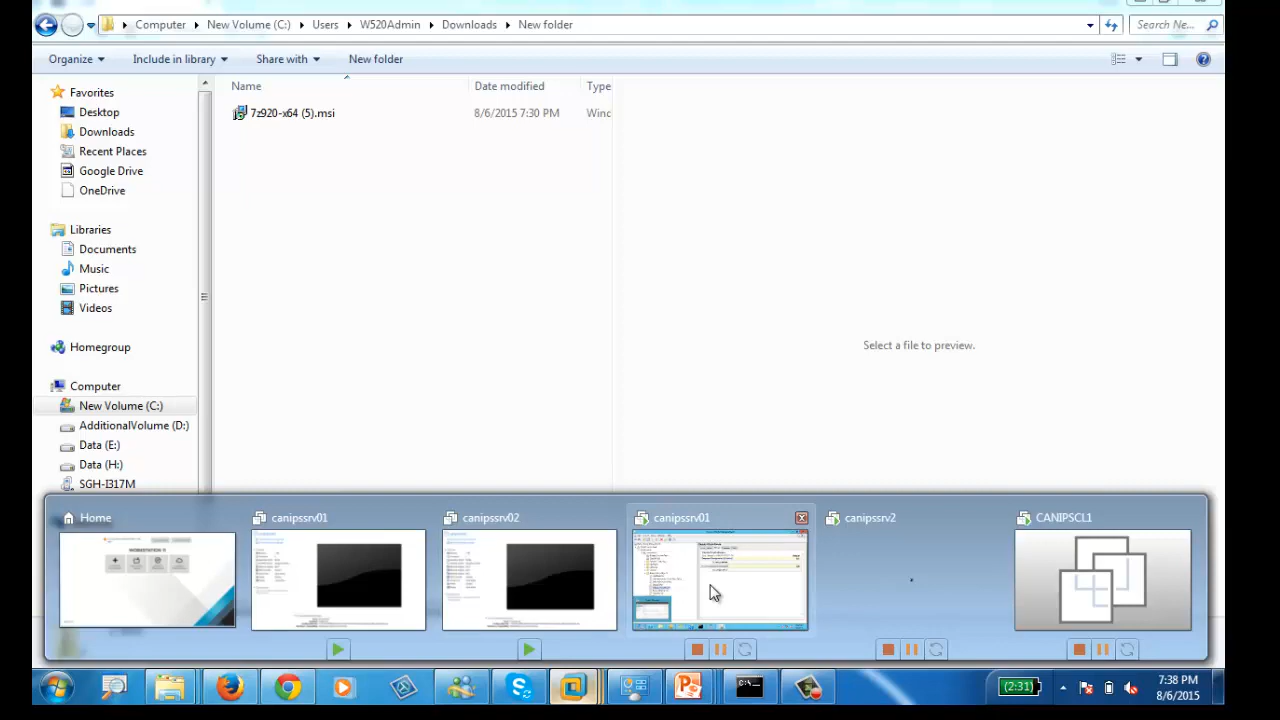 Computer New Volume (C:) Users W520Admin Downloads New folder
Search Ne...
Organize Include in library Share with New folder
Name Date modified Type
7z920-x64 (5).msi 8/6/2015 7:30 PM Winc
Favorites
Desktop
Downloads
Recent Places
Google Drive
OneDrive
Libraries
Documents
Music
Pictures
Videos
Homegroup
Computer
New Volume (C:)
AdditionalVolume (D:)
Data (E:)
Data (H:)
SGH-I317M
Select a file to preview.
Home canipssrv01 canipssrv02 canipssrv01 canipssrv2 CANIPSCL1
(2:31)
7:38 PM
8/6/2015